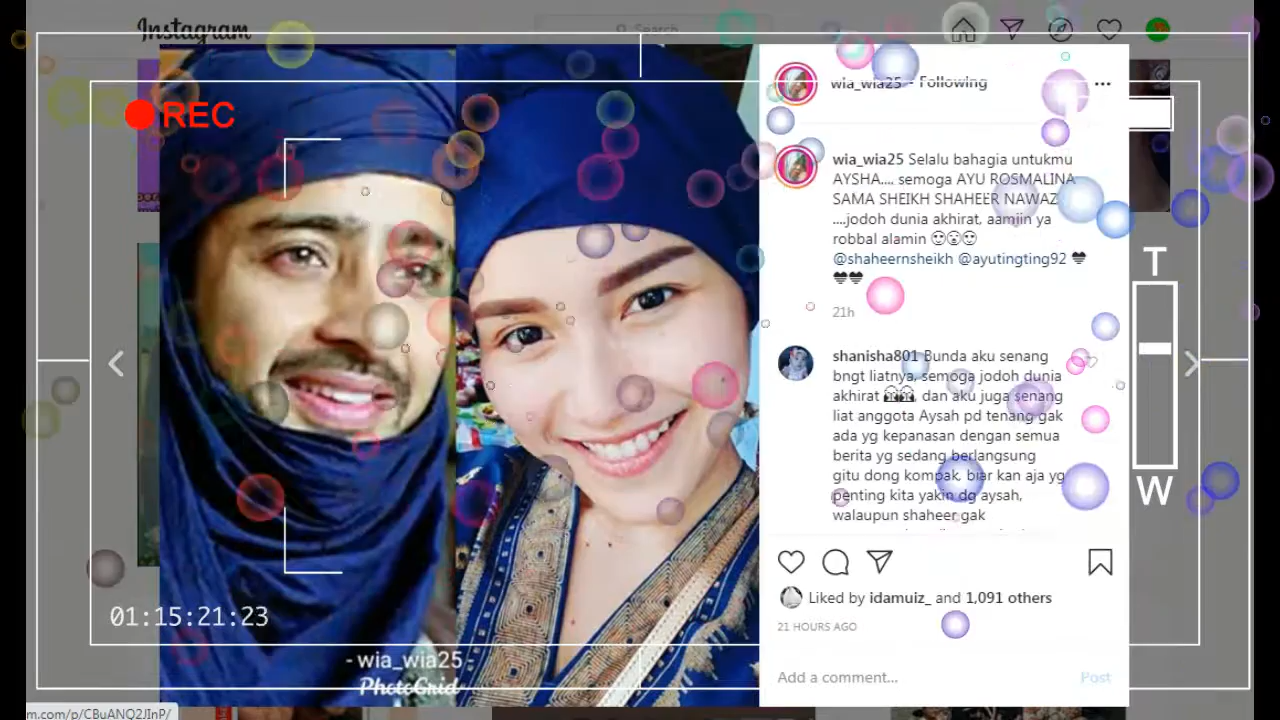 Instagram
Search
REC
wia_wia25 • Following
wia_wia25 Selalu bahagia untukmu
AYSHA.... semoga AYU ROSMALINA
SAMA SHEIKH SHAHEER NAWAZ
....jodoh dunia akhirat, aamiin ya
robbal alamin
@shaheernsheikh @ayutingting92
21h
shanisha801 Bunda aku senang
bngt liatnya, semoga jodoh dunia
akhirat , dan aku juga senang
liat anggota Aysah pd tenang gak
ada yg kepanasan dengan semua
berita yg sedang berlangsung
gitu dong kompak, biar kan aja yg
penting kita yakin dg aysah,
walaupun shaheer gak
T
W
Liked by idamuiz_ and 1,091 others
21 HOURS AGO
Add a comment...
Post
01:15:21:23
- wia_wia25 -
PhotoGrid
m.com/p/CBuANQ2JInP/